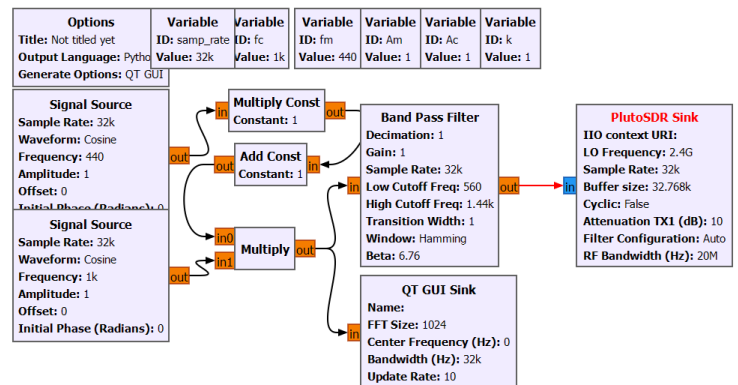 Options
Title: Not titled yet
Output Language: Pytho
Generate Options: QT GUI
Variable
ID: samp_rate
Value: 32k
Variable
ID: fc
Value: 1k
Variable
ID: fm
Value: 440
Variable
ID: Am
Value: 1
Variable
ID: Ac
Value: 1
Variable
ID: k
Value: 1
Signal Source
Sample Rate: 32k
Waveform: Cosine
Frequency: 440
Amplitude: 1
Offset: 0
Initial Phase (Radians): 0
out
in
Multiply Const
Constant: 1
out
out
Add Const
Constant: 1
in
Signal Source
Sample Rate: 32k
Waveform: Cosine
Frequency: 1k
Amplitude: 1
Offset: 0
Initial Phase (Radians): 0
out
in0
in1
Multiply
out
in
Band Pass Filter
Decimation: 1
Gain: 1
Sample Rate: 32k
Low Cutoff Freq: 560
High Cutoff Freq: 1.44k
Transition Width: 1
Window: Hamming
Beta: 6.76
out
in
PlutoSDR Sink
IIO context URI:
LO Frequency: 2.4G
Sample Rate: 32k
Buffer size: 32.768k
Cyclic: False
Attenuation TX1 (dB): 10
Filter Configuration: Auto
RF Bandwidth (Hz): 20M
in
QT GUI Sink
Name:
FFT Size: 1024
Center Frequency (Hz): 0
Bandwidth (Hz): 32k
Update Rate: 10